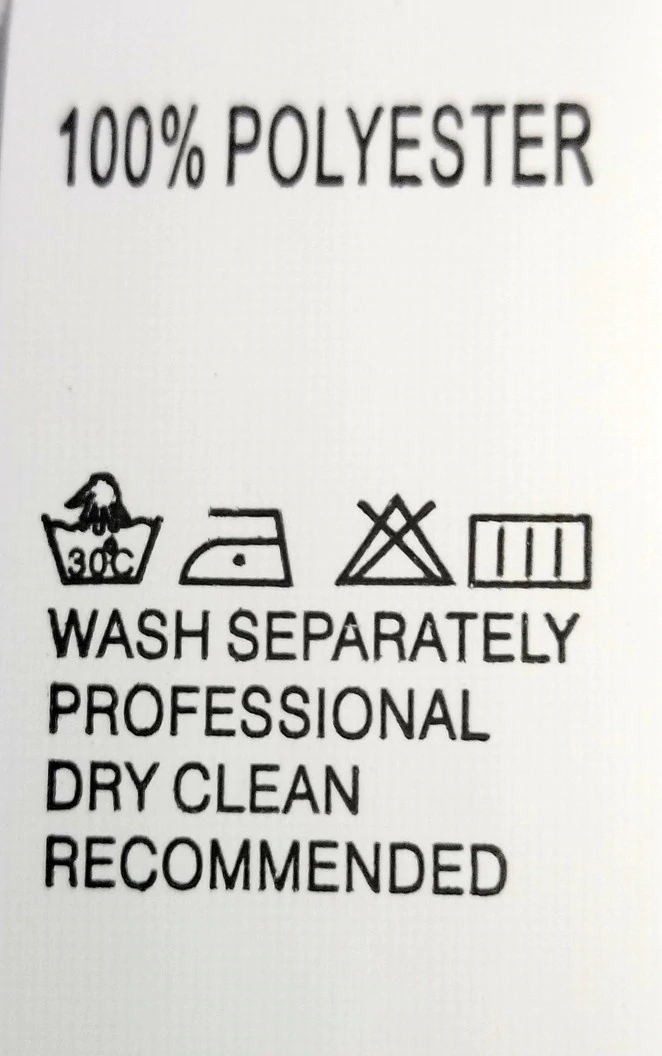 100% POLYESTER
30°C
WASH SEPARATELY
PROFESSIONAL
DRY CLEAN
RECOMMENDED